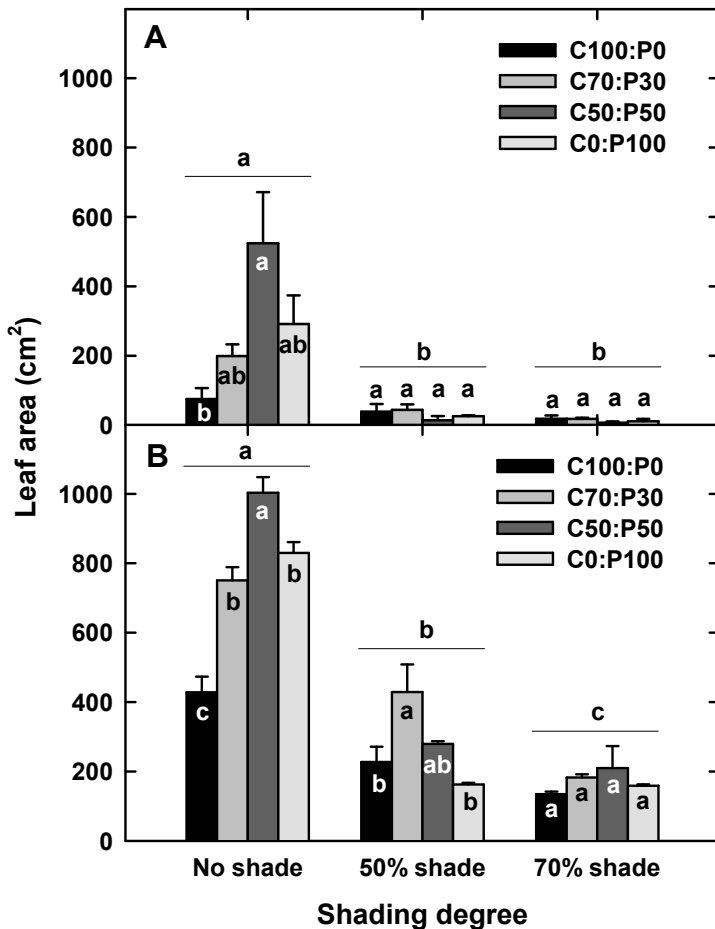 A
C100:P0
C70:P30
C50:P50
C0:P100
1000
800
600
400
200
0
a
b
ab
a
ab
b
a a a a
b
a a a a
Leaf area (cm²)
B
C100:P0
C70:P30
C50:P50
C0:P100
1000
800
600
400
200
0
a
c
b
a
b
b
b
a
ab
b
c
a
a
a
a
No shade 50% shade 70% shade
Shading degree